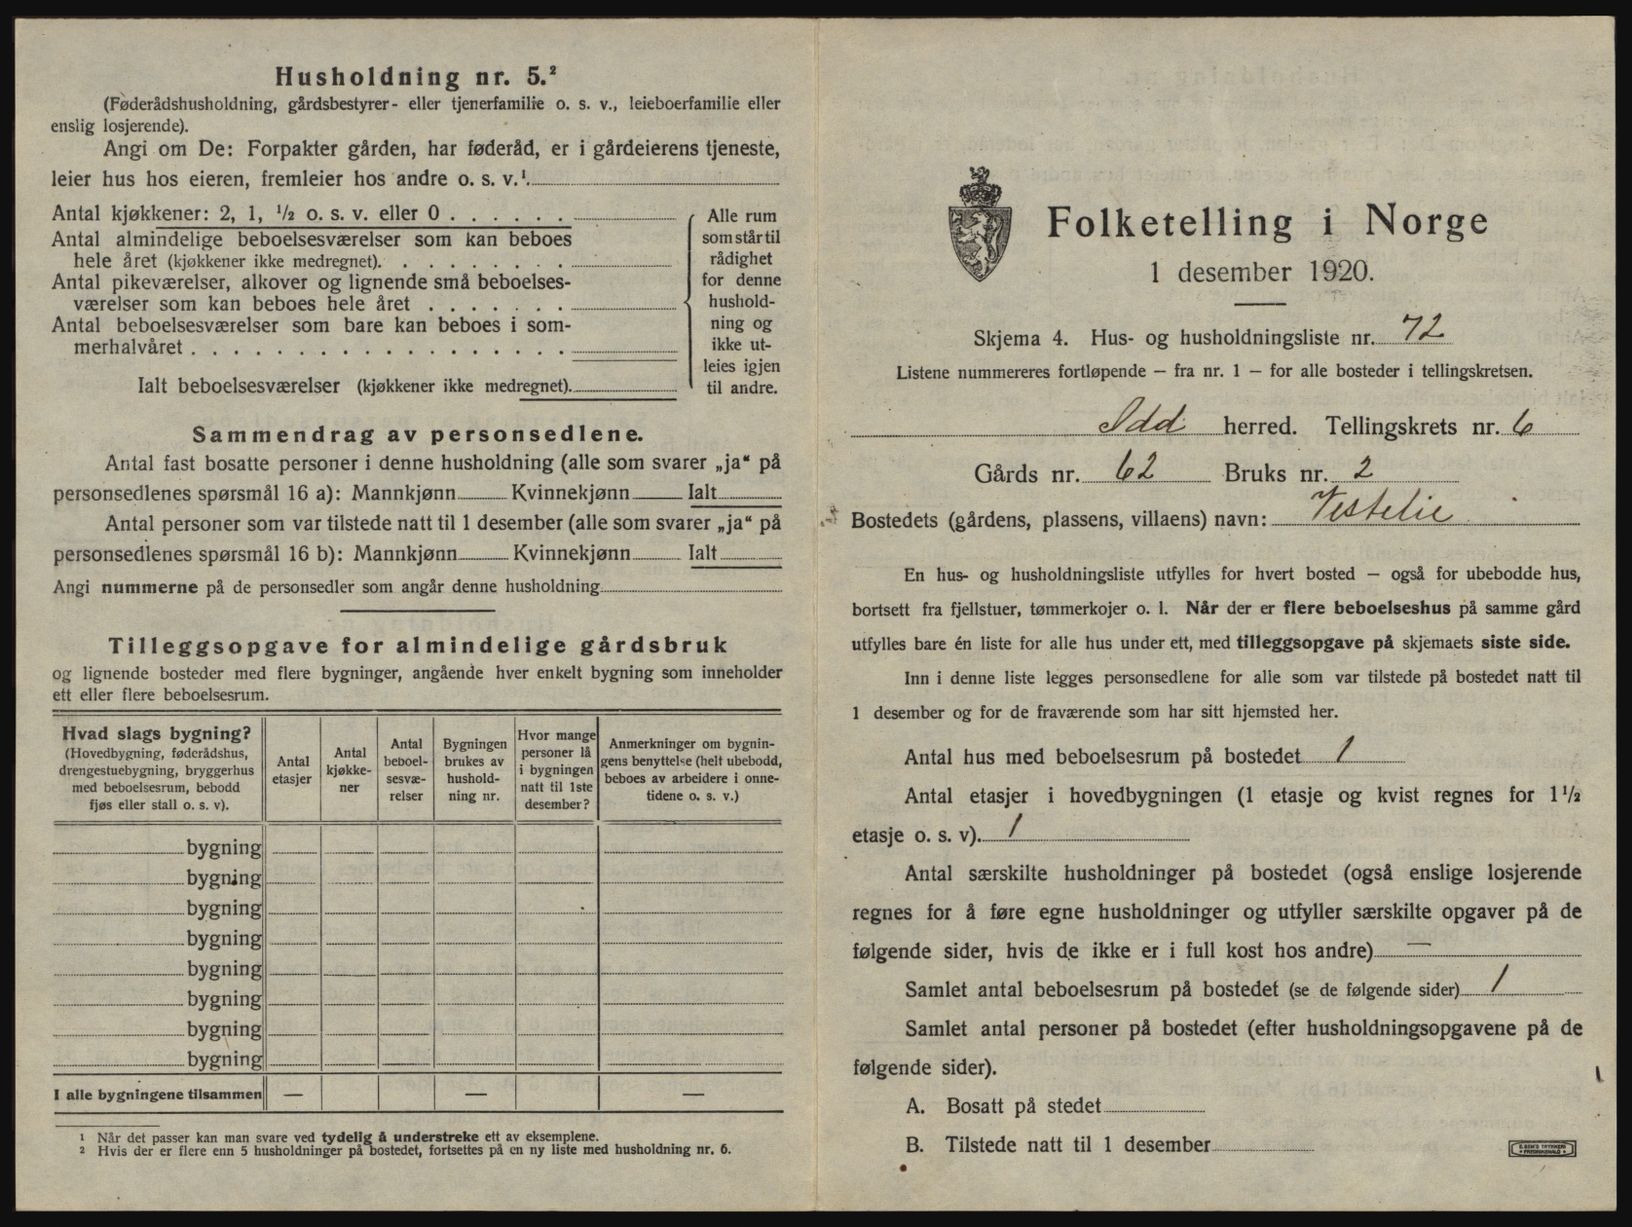 Husholdning nr. 5.²
(Føderådshusholdning, gårdsbestyrer- eller tjenerfamilie o. s. v., leieboerfamilie eller
enslig losjerende).
Angi om De: Forpakter gården, har føderåd, er i gårdeierens tjeneste,
leier hus hos eieren, fremleier hos andre o. s. v.¹
Antal kjøkkener: 2, 1, ½ o. s. v. eller 0
Antal almindelige beboelsesværelser som kan beboes
hele året (kjøkkener ikke medregnet).
Antal pikeværelser, alkover og lignende små beboelses-
værelser som kan beboes hele året
Antal beboelsesværelser som bare kan beboes i som-
merhalvåret
Ialt beboelsesværelser (kjøkkener ikke medregnet).
Alle rum
som står til
rådighet
for denne
hushold-
ning og
ikke ut-
leies igjen
til andre.
Sammendrag av personsedlene.
Antal fast bosatte personer i denne husholdning (alle som svarer „ja“ på
personsedlenes spørsmål 16 a): Mannkjønn Kvinnekjønn Ialt
Antal personer som var tilstede natt til 1 desember (alle som svarer „ja“ på
personsedlenes spørsmål 16 b): Mannkjønn Kvinnekjønn Ialt
Angi nummerne på de personsedler som angår denne husholdning
Tilleggsopgave for almindelige gårdsbruk
og lignende bosteder med flere bygninger, angående hver enkelt bygning som inneholder
ett eller flere beboelsesrum.
Hvad slags bygning?
(Hovedbygning, føderådshus,
drengestuebygning, bryggerhus
med beboelsesrum, bebodd
fjøs eller stall o. s. v).
Antal
etasjer
Antal
kjøkke-
ner
Antal
beboel-
sesvæ-
relser
Bygningen
brukes av
hushold-
ning nr.
Hvor mange
personer lå
i bygningen
natt til 1ste
desember?
Anmerkninger om bygnin-
gens benyttelse (helt ubebodd,
beboes av arbeidere i onne-
tidene o. s. v.)
bygning
bygning
bygning
bygning
bygning
bygning
bygning
bygning
I alle bygningene tilsammen — — —
¹ Når det passer kan man svare ved tydelig å understreke ett av eksemplene.
² Hvis der er flere enn 5 husholdninger på bostedet, fortsettes på en ny liste med husholdning nr. 6.
Folketelling i Norge
1 desember 1920.
Skjema 4. Hus- og husholdningsliste nr. 72
Listene nummereres fortløpende – fra nr. 1 – for alle bosteder i tellingskretsen.
Idd herred. Tellingskrets nr. 6
Gårds nr. 62 Bruks nr. 2
Bostedets (gårdens, plassens, villaens) navn: Vestelie
En hus- og husholdningsliste utfylles for hvert bosted – også for ubebodde hus,
bortsett fra fjellstuer, tømmerkojer o. l. Når der er flere beboelseshus på samme gård
utfylles bare én liste for alle hus under ett, med tilleggsopgave på skjemaets siste side.
Inn i denne liste legges personsedlene for alle som var tilstede på bostedet natt til
1 desember og for de fraværende som har sitt hjemsted her.
Antal hus med beboelsesrum på bostedet 1
Antal etasjer i hovedbygningen (1 etasje og kvist regnes for 1½
etasje o. s. v). 1
Antal særskilte husholdninger på bostedet (også enslige losjerende
regnes for å føre egne husholdninger og utfyller særskilte opgaver på de
følgende sider, hvis de ikke er i full kost hos andre) —
Samlet antal beboelsesrum på bostedet (se de følgende sider) 1
Samlet antal personer på bostedet (efter husholdningsopgavene på de
følgende sider).
A. Bosatt på stedet
B. Tilstede natt til 1 desember